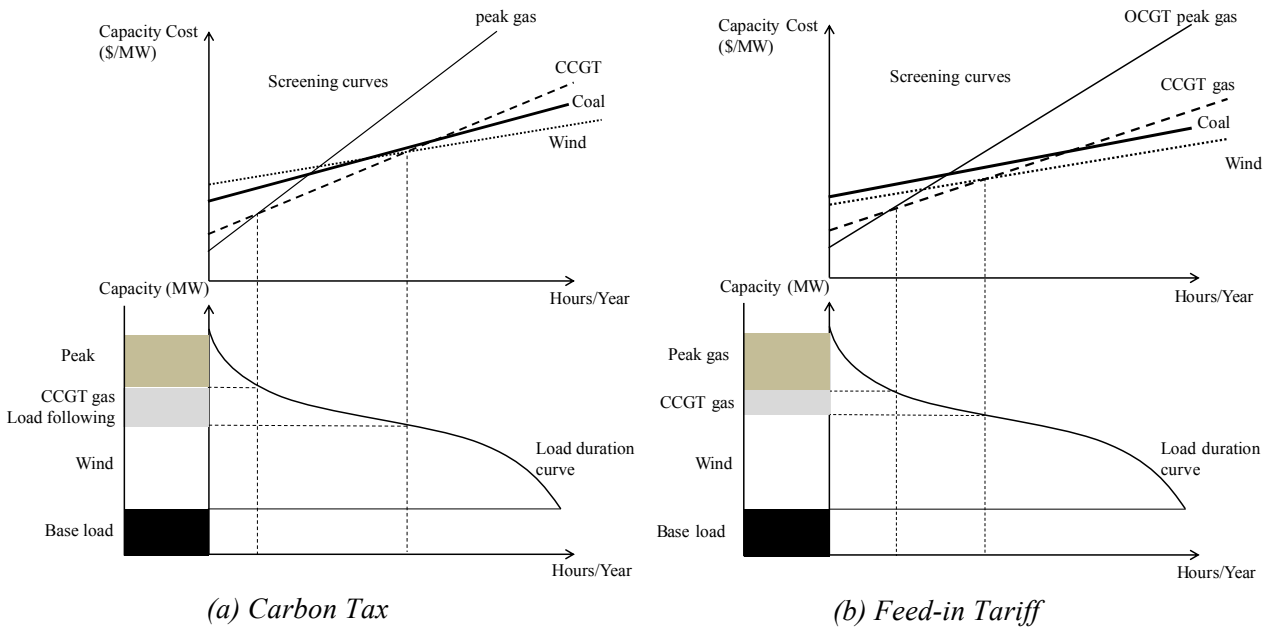 Capacity Cost
($/MW)
peak gas
Screening curves
CCGT
Coal
Wind
Hours/Year
Capacity (MW)
Peak
CCGT gas
Load following
Wind
Base load
Load duration
curve
Hours/Year
(a) Carbon Tax
Capacity Cost
($/MW)
OCGT peak gas
Screening curves
CCGT gas
Coal
Wind
Hours/Year
Capacity (MW)
Peak gas
CCGT gas
Wind
Base load
Load duration
curve
Hours/Year
(b) Feed-in Tariff